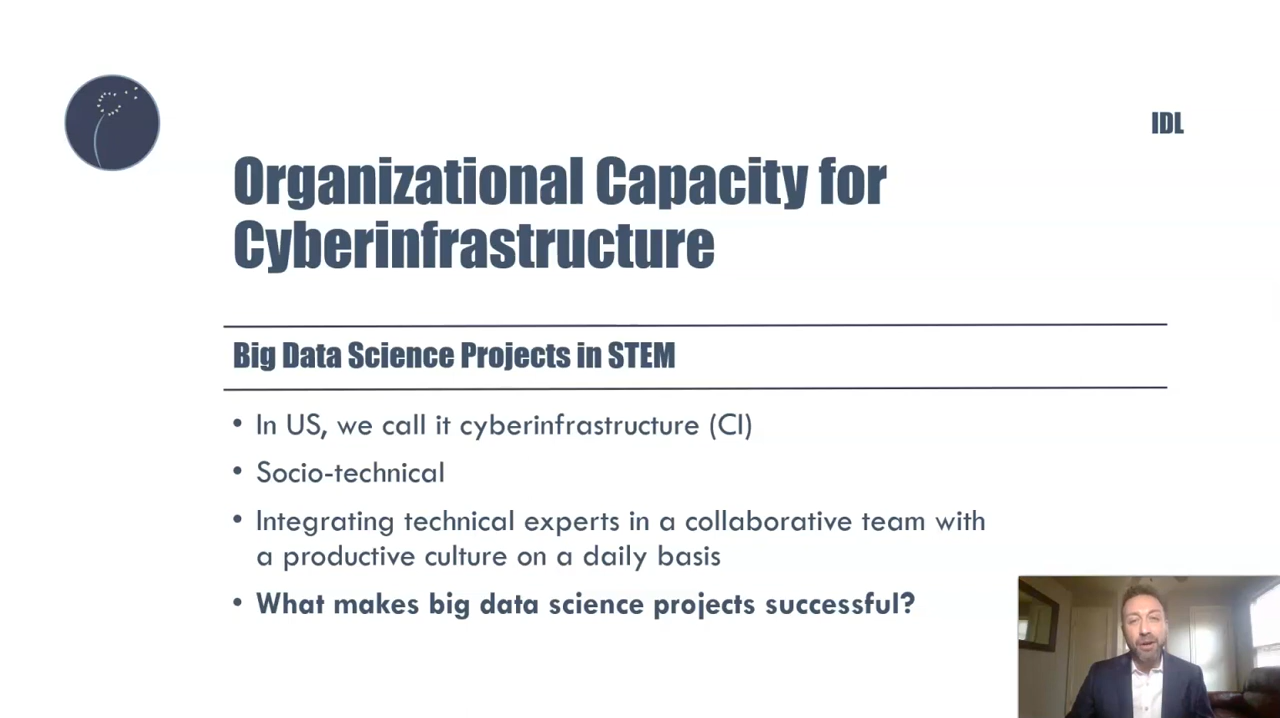 IDL
Organizational Capacity for
Cyberinfrastructure
Big Data Science Projects in STEM
• In US, we call it cyberinfrastructure (CI)
• Socio-technical
• Integrating technical experts in a collaborative team with
a productive culture on a daily basis
• What makes big data science projects successful?